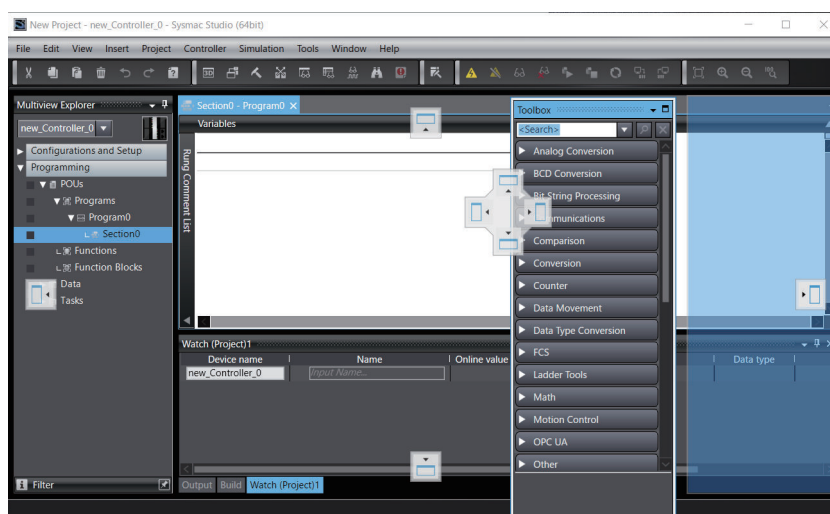 New Project - new_Controller_0 - Sysmac Studio (64bit)
File Edit View Insert Project Controller Simulation Tools Window Help
Multiview Explorer
new_Controller_0
Configurations and Setup
Programming
POUs
Programs
Program0
Section0
Functions
Function Blocks
Data
Tasks
Filter
Section0 - Program0
Variables
Rung Comment List
Toolbox
<Search>
Analog Conversion
BCD Conversion
Bit String Processing
mmunications
Comparison
Conversion
Counter
Data Movement
Data Type Conversion
FCS
Ladder Tools
Math
Motion Control
OPC UA
Other
Watch (Project)1
Device name Name Online value Data type
new_Controller_0 Input Name...
Output Build Watch (Project)1